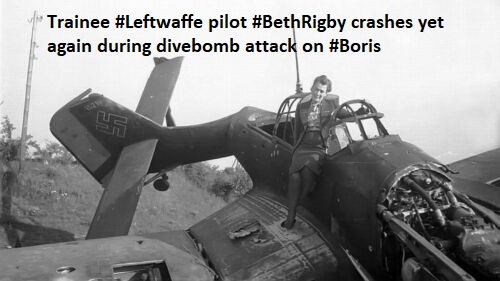 Trainee #Leftwaffe pilot #BethRigby crashes yet
again during divebomb attack on #Boris